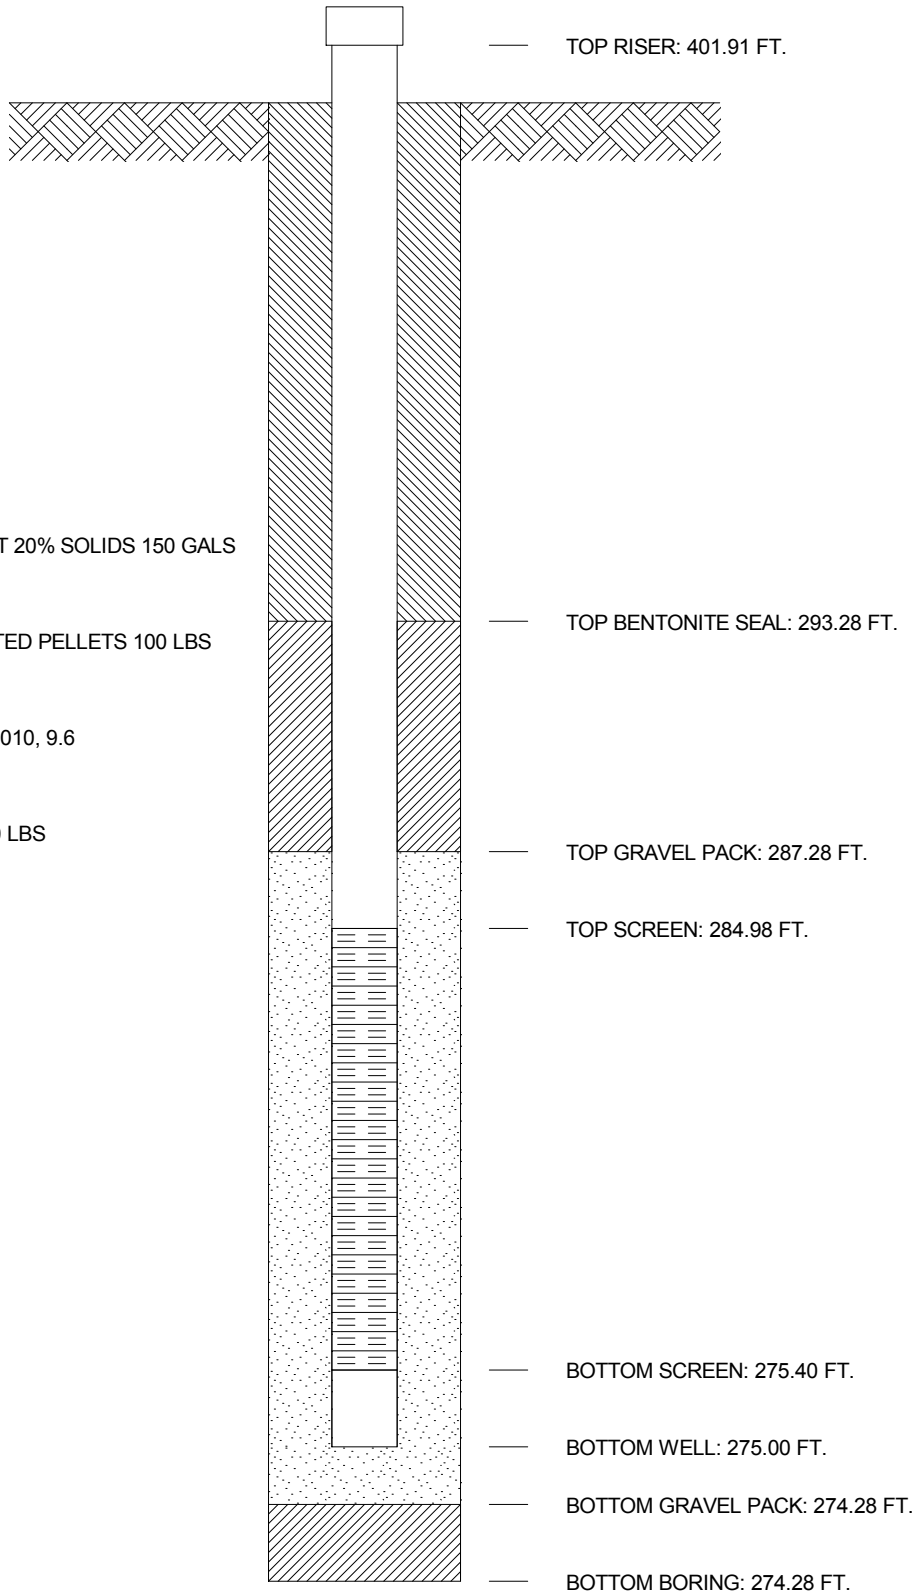 TOP RISER: 401.91 FT.
20% SOLIDS 150 GALS
TOP BENTONITE SEAL: 293.28 FT.
PELLETS 100 LBS
010, 9.6
LBS
TOP GRAVEL PACK: 287.28 FT.
TOP SCREEN: 284.98 FT.
BOTTOM SCREEN: 275.40 FT.
BOTTOM WELL: 275.00 FT.
BOTTOM GRAVEL PACK: 274.28 FT.
BOTTOM BORING: 274.28 FT.